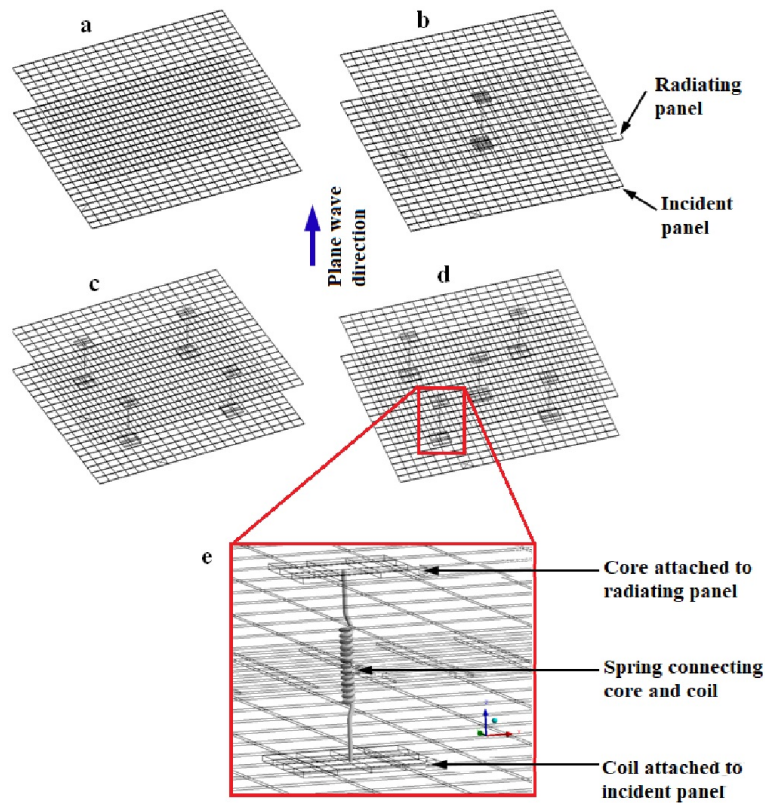 a
b
Radiating
panel
Incident
panel
Plane wave
direction
c
d
e
Core attached to
radiating panel
Spring connecting
core and coil
Coil attached to
incident panel